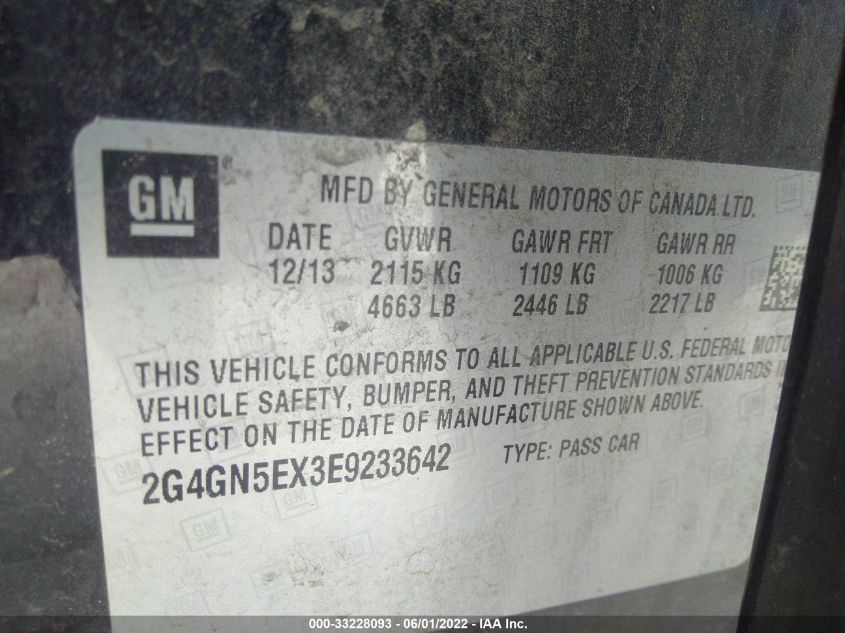 GM
MFD BY GENERAL MOTORS OF CANADA LTD.
DATE GVWR GAWR FRT GAWR RR
12/13 2115 KG 1109 KG 1006 KG
4663 LB 2446 LB 2217 LB
THIS VEHICLE CONFORMS TO ALL APPLICABLE U.S. FEDERAL MOTO
VEHICLE SAFETY, BUMPER, AND THEFT PREVENTION STANDARDS I
EFFECT ON THE DATE OF MANUFACTURE SHOWN ABOVE.
2G4GN5EX3E9233642 TYPE: PASS CAR
000-33228093 - 06/01/2022 - IAA Inc.